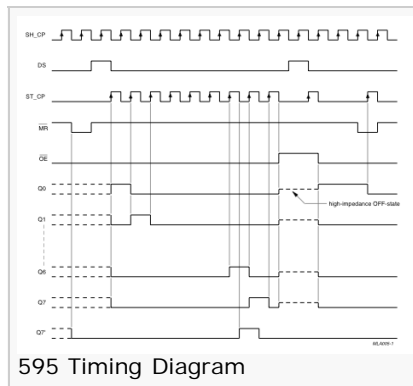 SH_CP
DS
ST_CP
MR
OE
Q0
high-impedance OFF-state
Q1
Q6
Q7
Q7'
595 Timing Diagram